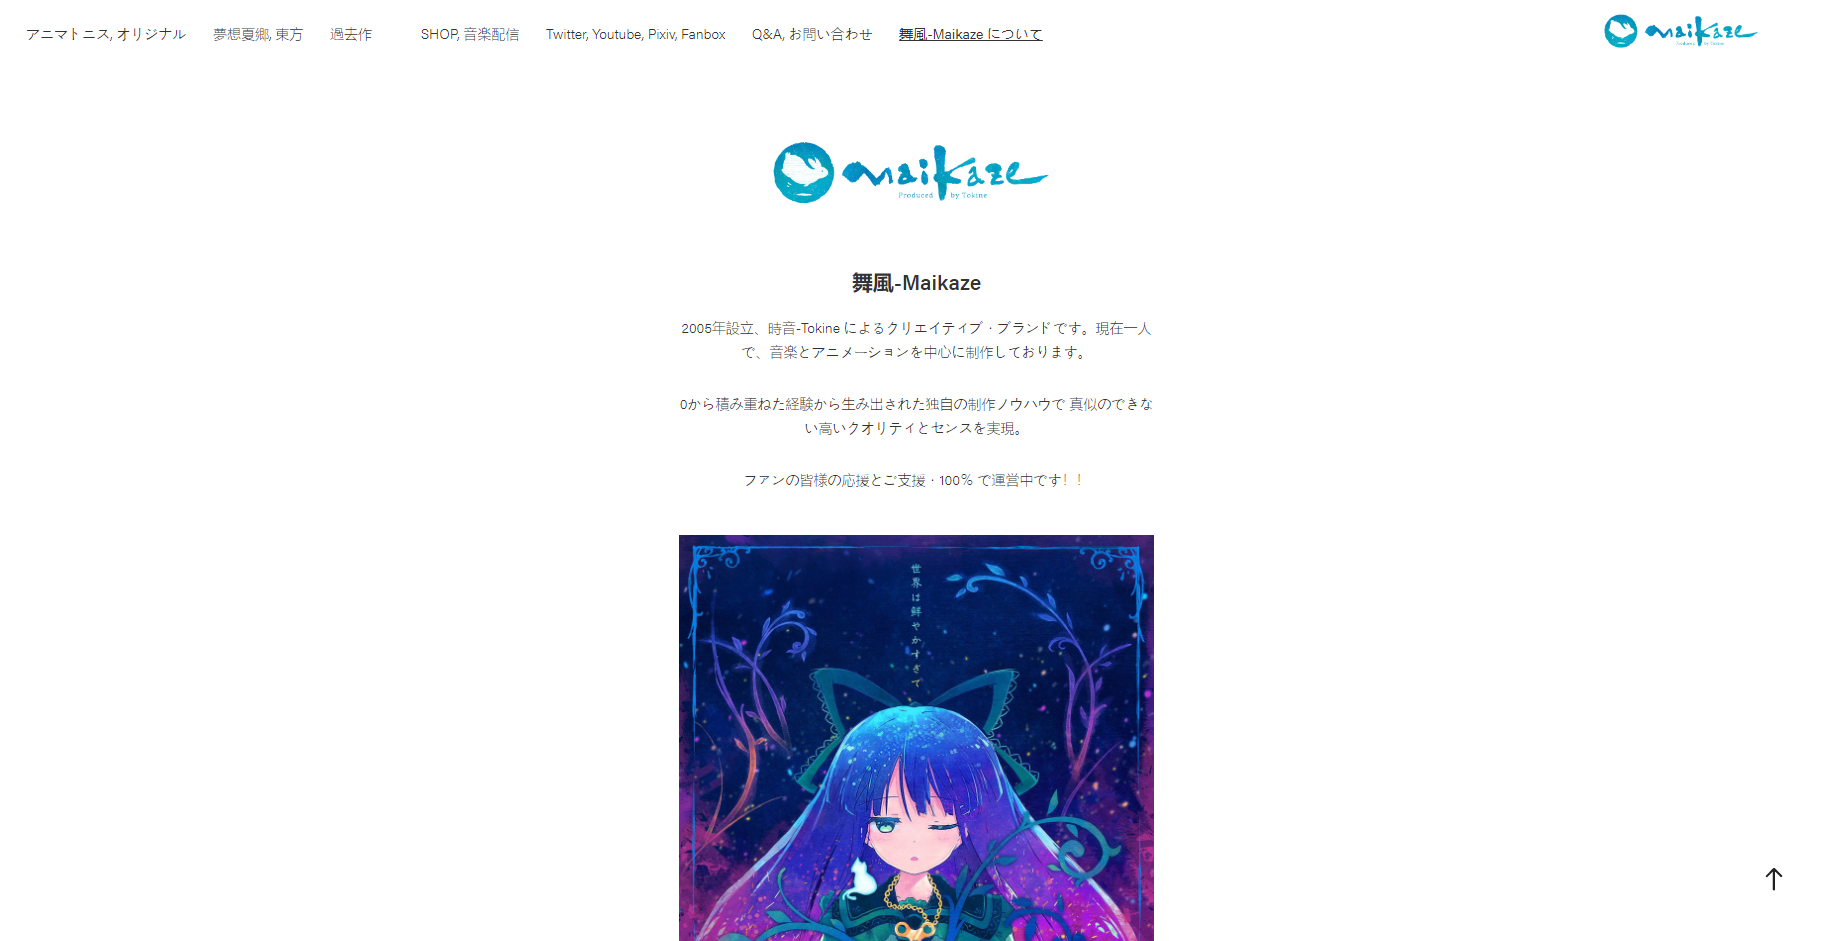 アニマトニス, オリジナル 夢想夏郷, 東方 過去作 SHOP, 音楽配信 Twitter, Youtube, Pixiv, Fanbox Q&A, お問い合わせ 舞風-Maikaze について
maikaze
Produced by Tokine
maikaze
Produced by Tokine
舞風-Maikaze
2005年設立、時音-Tokine によるクリエイティブ・ブランドです。現在一人
で、音楽とアニメーションを中心に制作しております。
0から積み重ねた経験から生み出された独自の制作ノウハウで 真似のできな
い高いクオリティとセンスを実現。
ファンの皆様の応援とご支援・100％ で運営中です！！
世界は鮮やかすぎて